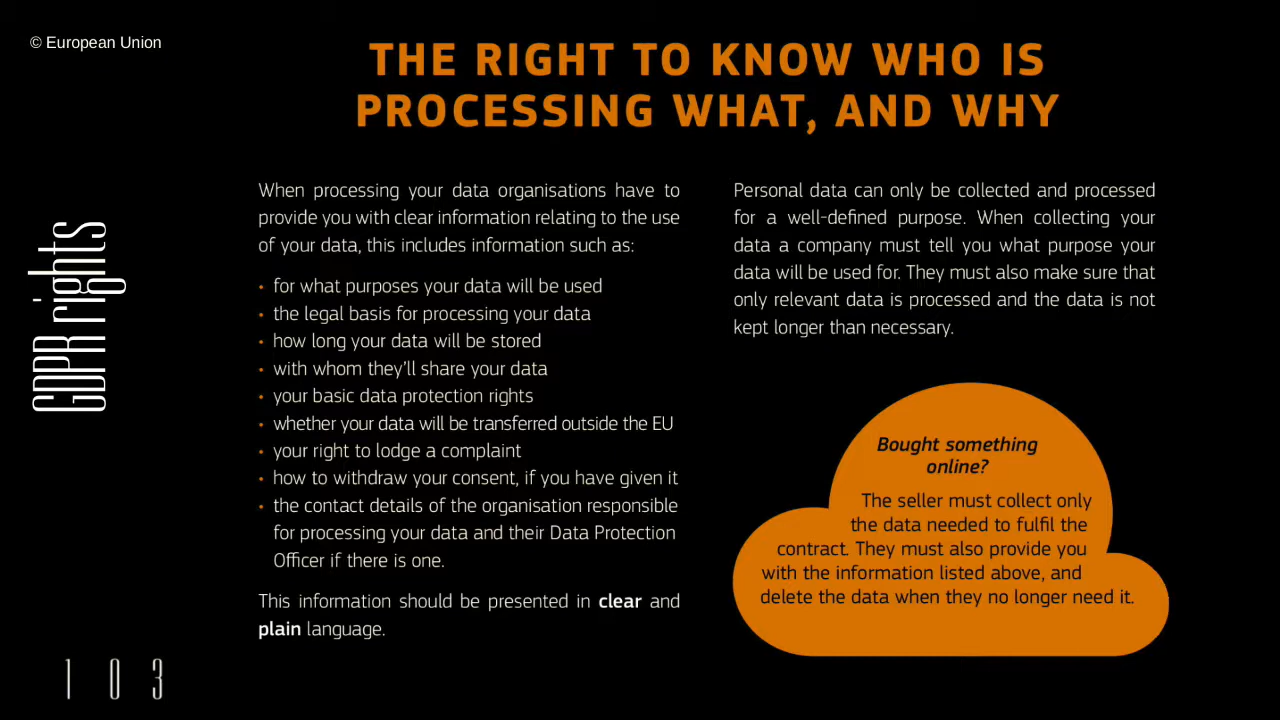 © European Union
THE RIGHT TO KNOW WHO IS
PROCESSING WHAT, AND WHY
When processing your data organisations have to
provide you with clear information relating to the use
of your data, this includes information such as:
• for what purposes your data will be used
• the legal basis for processing your data
• how long your data will be stored
• with whom they’ll share your data
• your basic data protection rights
• whether your data will be transferred outside the EU
• your right to lodge a complaint
• how to withdraw your consent, if you have given it
• the contact details of the organisation responsible
for processing your data and their Data Protection
Officer if there is one.
This information should be presented in clear and
plain language.
Personal data can only be collected and processed
for a well-defined purpose. When collecting your
data a company must tell you what purpose your
data will be used for. They must also make sure that
only relevant data is processed and the data is not
kept longer than necessary.
Bought something
online?
The seller must collect only
the data needed to fulfil the
contract. They must also provide you
with the information listed above, and
delete the data when they no longer need it.
GDPR rights
103